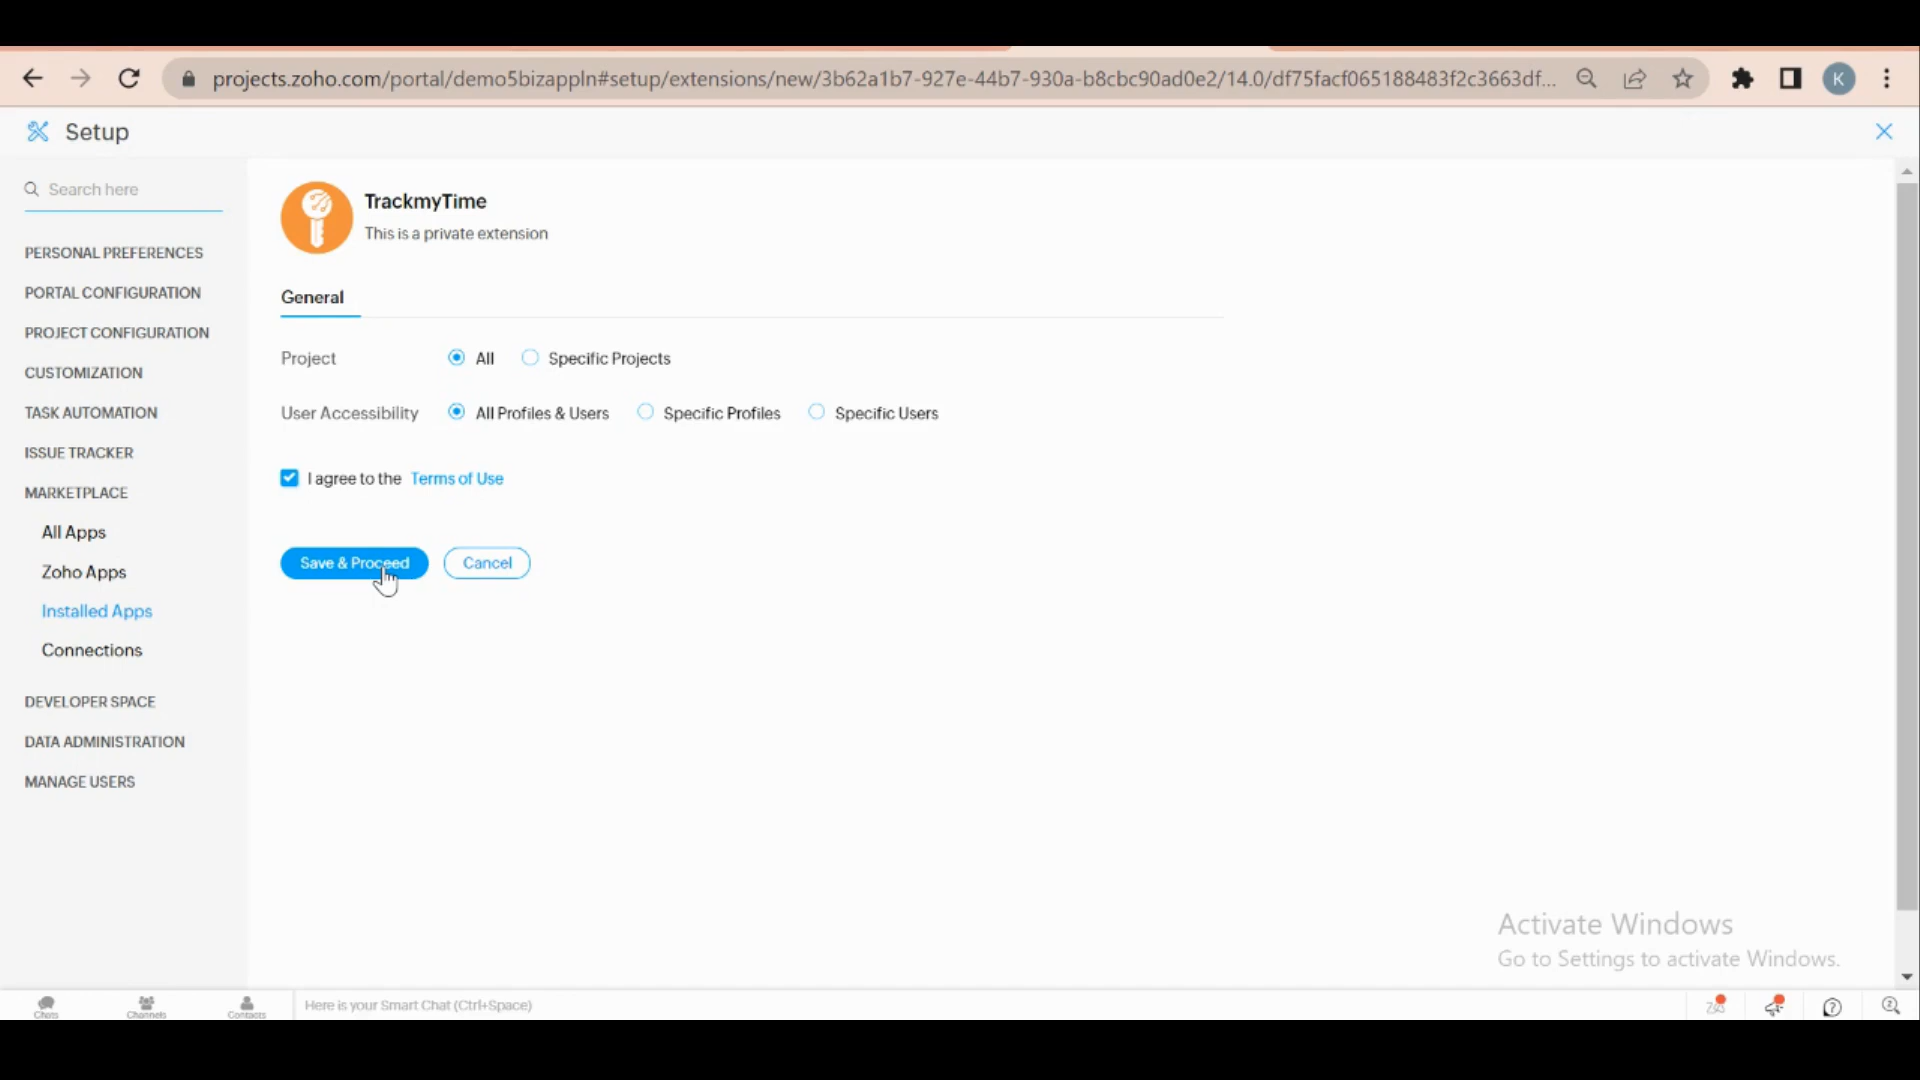 projects.zoho.com/portal/demo5bizappln#setup/extensions/new/3b62a1b7-927e-44b7-930a-b8cbc90ad0e2/14.0/df75facf065188483f2c3663df...
K
Setup
Search here
PERSONAL PREFERENCES
PORTAL CONFIGURATION
PROJECT CONFIGURATION
CUSTOMIZATION
TASK AUTOMATION
ISSUE TRACKER
MARKETPLACE
All Apps
Zoho Apps
Installed Apps
Connections
DEVELOPER SPACE
DATA ADMINISTRATION
MANAGE USERS
TrackmyTime
This is a private extension
General
Project All Specific Projects
User Accessibility All Profiles & Users Specific Profiles Specific Users
I agree to the Terms of Use
Save & Proceed Cancel
Activate Windows
Go to Settings to activate Windows.
Chats Channels Contacts Here is your Smart Chat (Ctrl+Space)